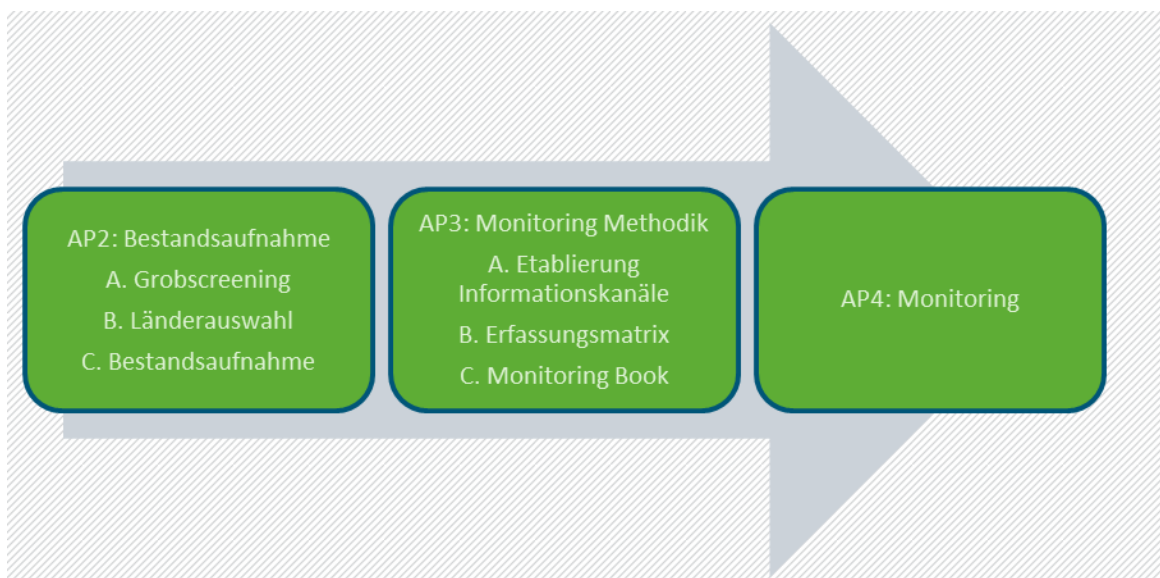 AP2: Bestandsaufnahme
A. Grobscreening
B. Länderauswahl
C. Bestandsaufnahme
AP3: Monitoring Methodik
A. Etablierung
Informationskanäle
B. Erfassungsmatrix
C. Monitoring Book
AP4: Monitoring